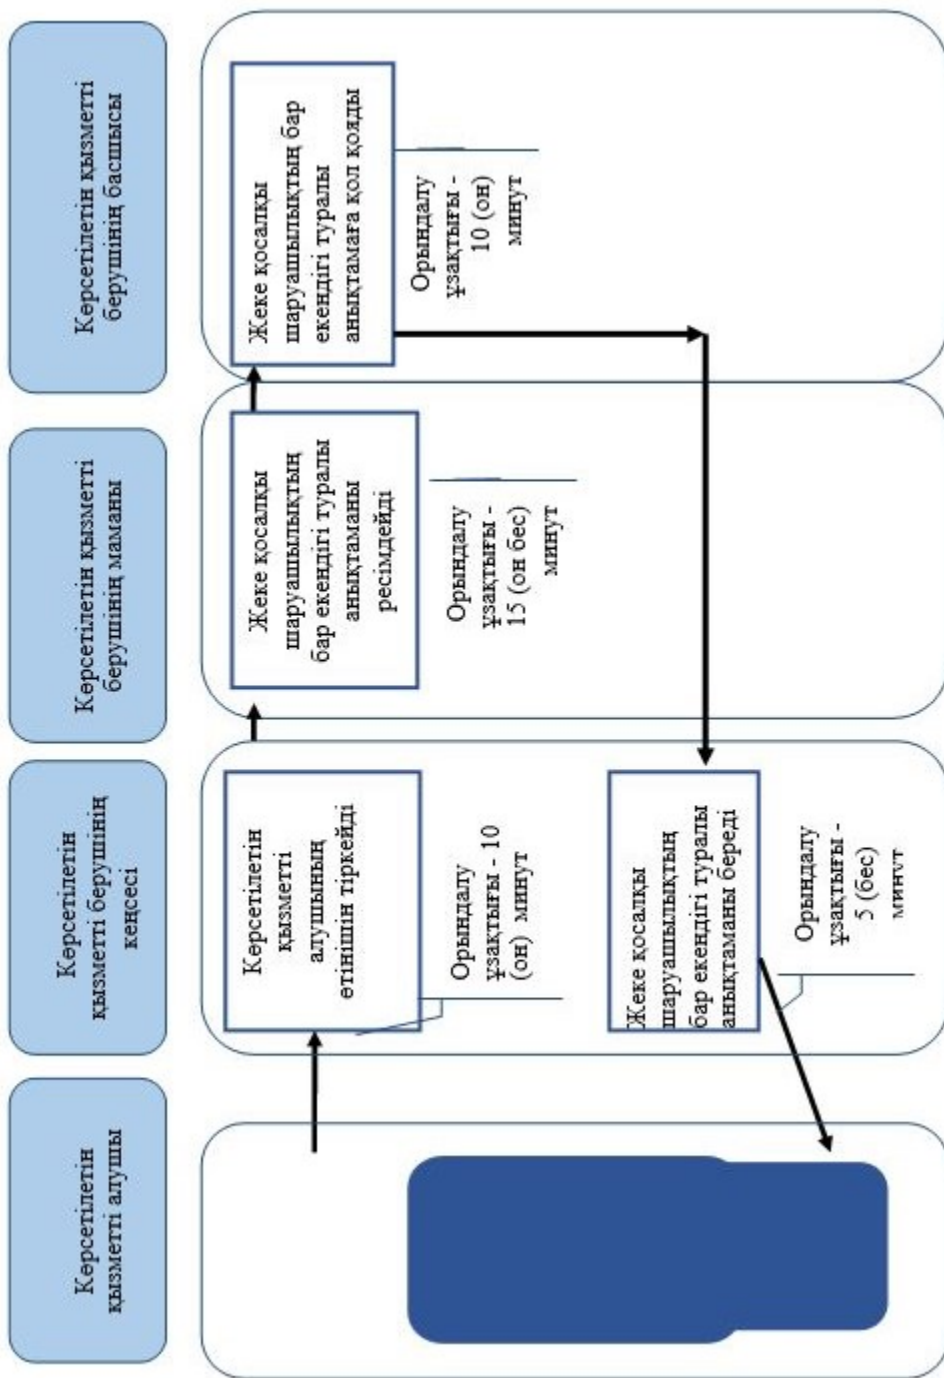 Көрсетілетін
қызметті алушы
Көрсетілетін
қызметті берушінің
кеңсесі
Көрсетілетін қызметті
берушінің маманы
Көрсетілетін қызметті
берушінің басшысы
Көрсетілетін
қызметті
алушының
өтінішін тіркейді
Орындалу
ұзақтығы - 10
(он) минут
Жеке қосалқы
шаруашылықтың
бар екендігі туралы
анықтаманы
ресімдейді
Орындалу
ұзақтығы -
15 (он бес)
минут
Жеке қосалқы
шаруашылықтың бар
екендігі туралы
анықтамаға қол қояды
Орындалу
ұзақтығы -
10 (он)
минут
Жеке қосалқы
шаруашылықтың
бар екендігі туралы
анықтаманы береді
Орындалу
ұзақтығы -
5 (бес)
минут